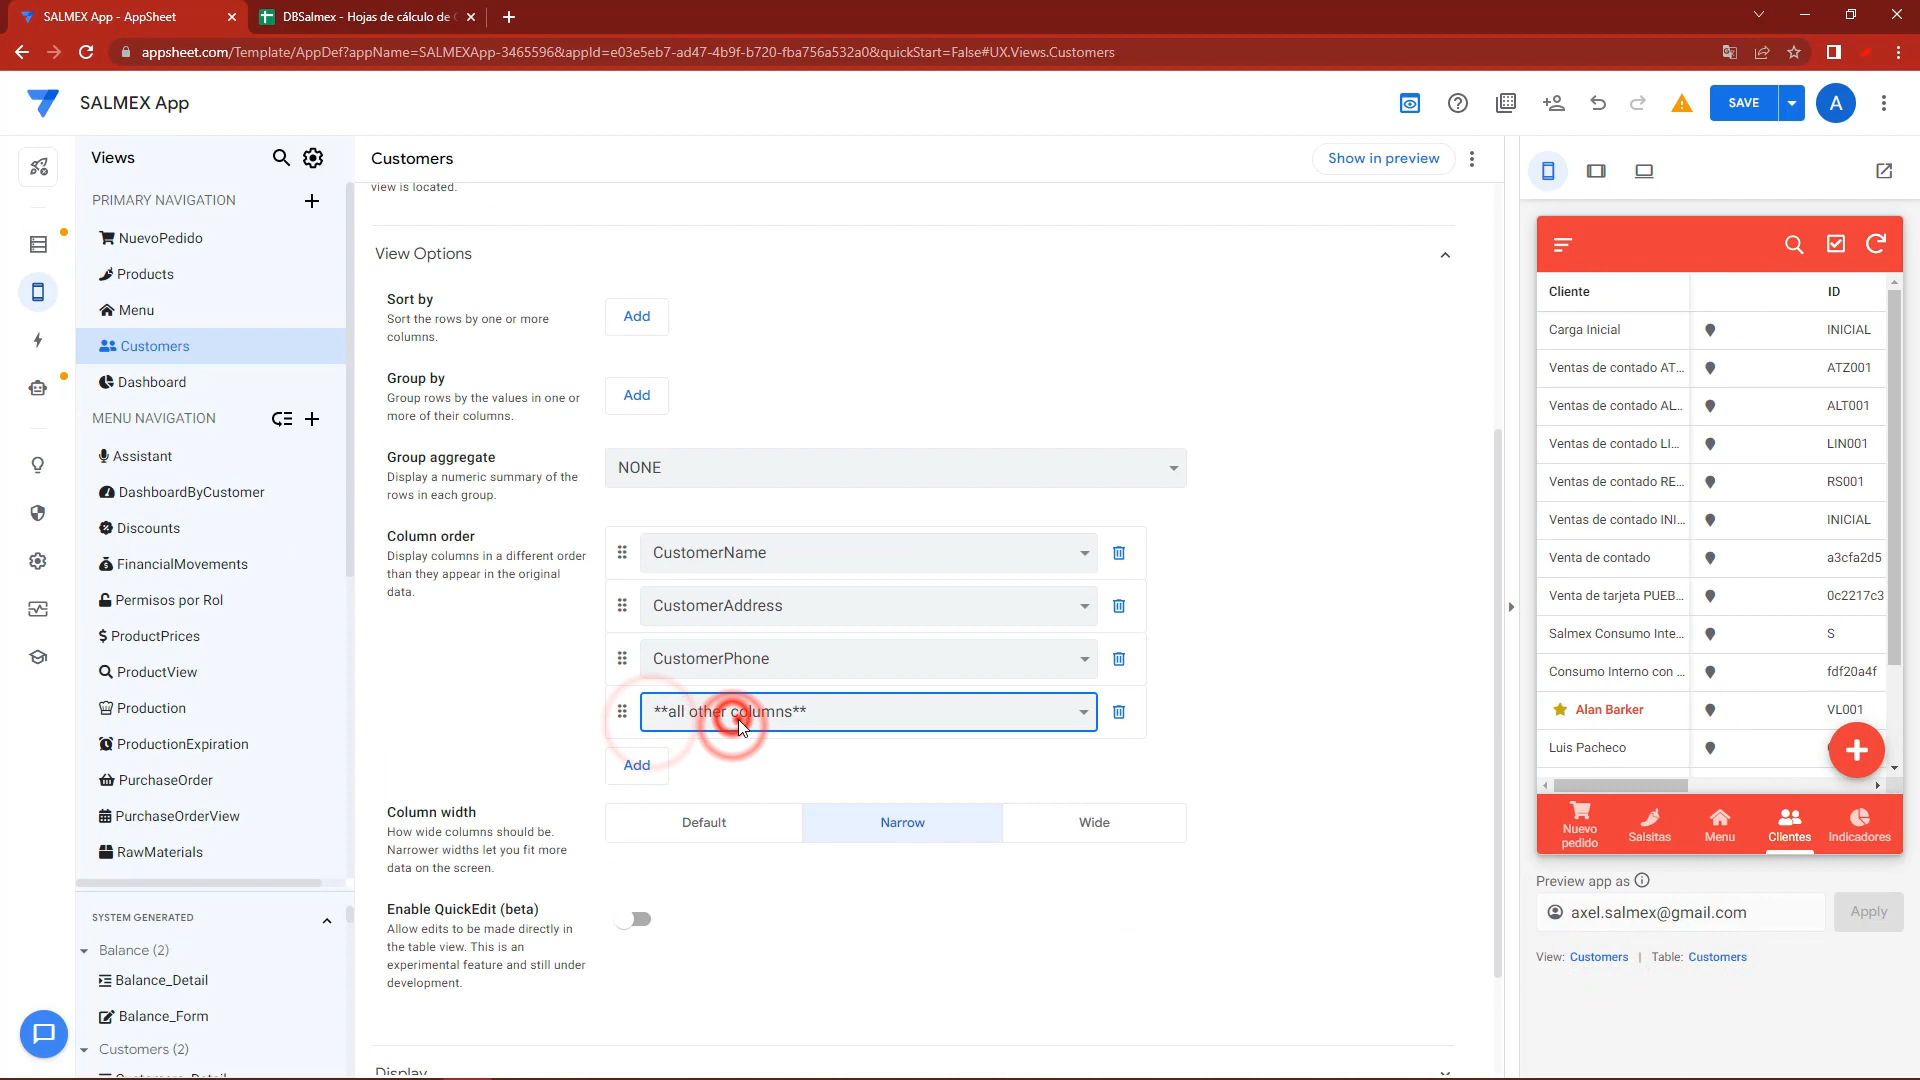 SALMEX App - AppSheet
DBSalmex - Hojas de cálculo de
appsheet.com/Template/AppDef?appName=SALMEXApp-3465596&appId=e03e5eb7-ad47-4b9f-b720-fba756a532a0&quickStart=False#UX.Views.Customers
SALMEX App
SAVE
A
Views
PRIMARY NAVIGATION
NuevoPedido
Products
Menu
Customers
Dashboard
MENU NAVIGATION
Assistant
DashboardByCustomer
Discounts
FinancialMovements
Permisos por Rol
ProductPrices
ProductView
Production
ProductionExpiration
PurchaseOrder
PurchaseOrderView
RawMaterials
SYSTEM GENERATED
Balance (2)
Balance_Detail
Balance_Form
Customers (2)
Customers
Show in preview
view is located.
View Options
Sort by
Sort the rows by one or more
columns.
Add
Group by
Group rows by the values in one or
more of their columns.
Add
Group aggregate
Display a numeric summary of the
rows in each group.
NONE
Column order
Display columns in a different order
than they appear in the original
data.
CustomerName
CustomerAddress
CustomerPhone
**all other columns**
Add
Column width
How wide columns should be.
Narrower widths let you fit more
data on the screen.
Default
Narrow
Wide
Enable QuickEdit (beta)
Allow edits to be made directly in
the table view. This is an
experimental feature and still under
development.
Display
Cliente ID
Carga Inicial INICIAL
Ventas de contado AT... ATZ001
Ventas de contado AL... ALT001
Ventas de contado LI... LIN001
Ventas de contado RE... RS001
Ventas de contado INI... INICIAL
Venta de contado a3cfa2d5
Venta de tarjeta PUEB... 0c2217c3
Salmex Consumo Inte... S
Consumo Interno con ... fdf20a4f
Alan Barker VL001
Luis Pacheco
Nuevo
pedido
Salsitas
Menu
Clientes
Indicadores
Preview app as
axel.salmex@gmail.com
Apply
View: Customers | Table: Customers